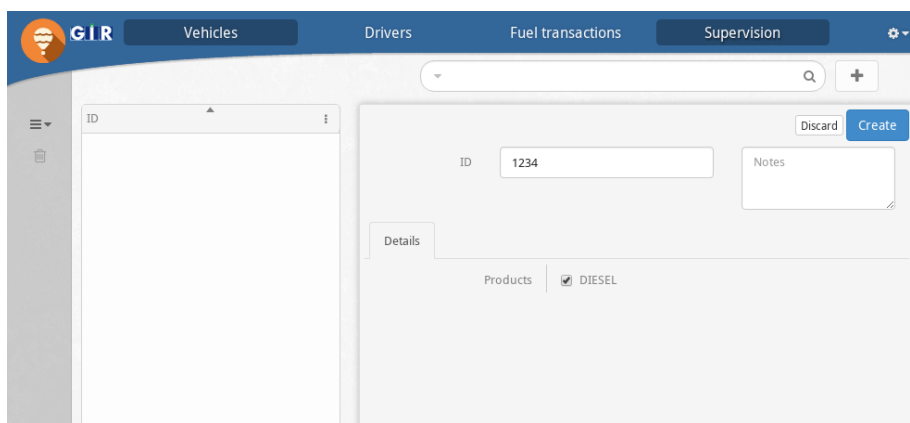 GIR Vehicles Drivers Fuel transactions Supervision
ID
Discard Create
ID 1234 Notes
Details
Products DIESEL